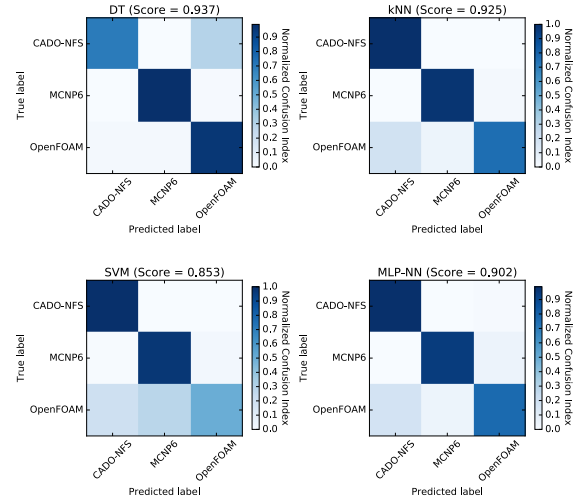 DT (Score = 0.937)
CADO-NFS
MCNP6
OpenFOAM
True label
CADO-NFS
MCNP6
OpenFOAM
Predicted label
0.9
0.8
0.7
0.6
0.5
0.4
0.3
0.2
0.1
0.0
Normalized Confusion Index
kNN (Score = 0.925)
CADO-NFS
MCNP6
OpenFOAM
True label
CADO-NFS
MCNP6
OpenFOAM
Predicted label
1.0
0.9
0.8
0.7
0.6
0.5
0.4
0.3
0.2
0.1
0.0
Normalized Confusion Index
SVM (Score = 0.853)
CADO-NFS
MCNP6
OpenFOAM
True label
CADO-NFS
MCNP6
OpenFOAM
Predicted label
1.0
0.9
0.8
0.7
0.6
0.5
0.4
0.3
0.2
0.1
0.0
Normalized Confusion Index
MLP-NN (Score = 0.902)
CADO-NFS
MCNP6
OpenFOAM
True label
CADO-NFS
MCNP6
OpenFOAM
Predicted label
0.9
0.8
0.7
0.6
0.5
0.4
0.3
0.2
0.1
0.0
Normalized Confusion Index